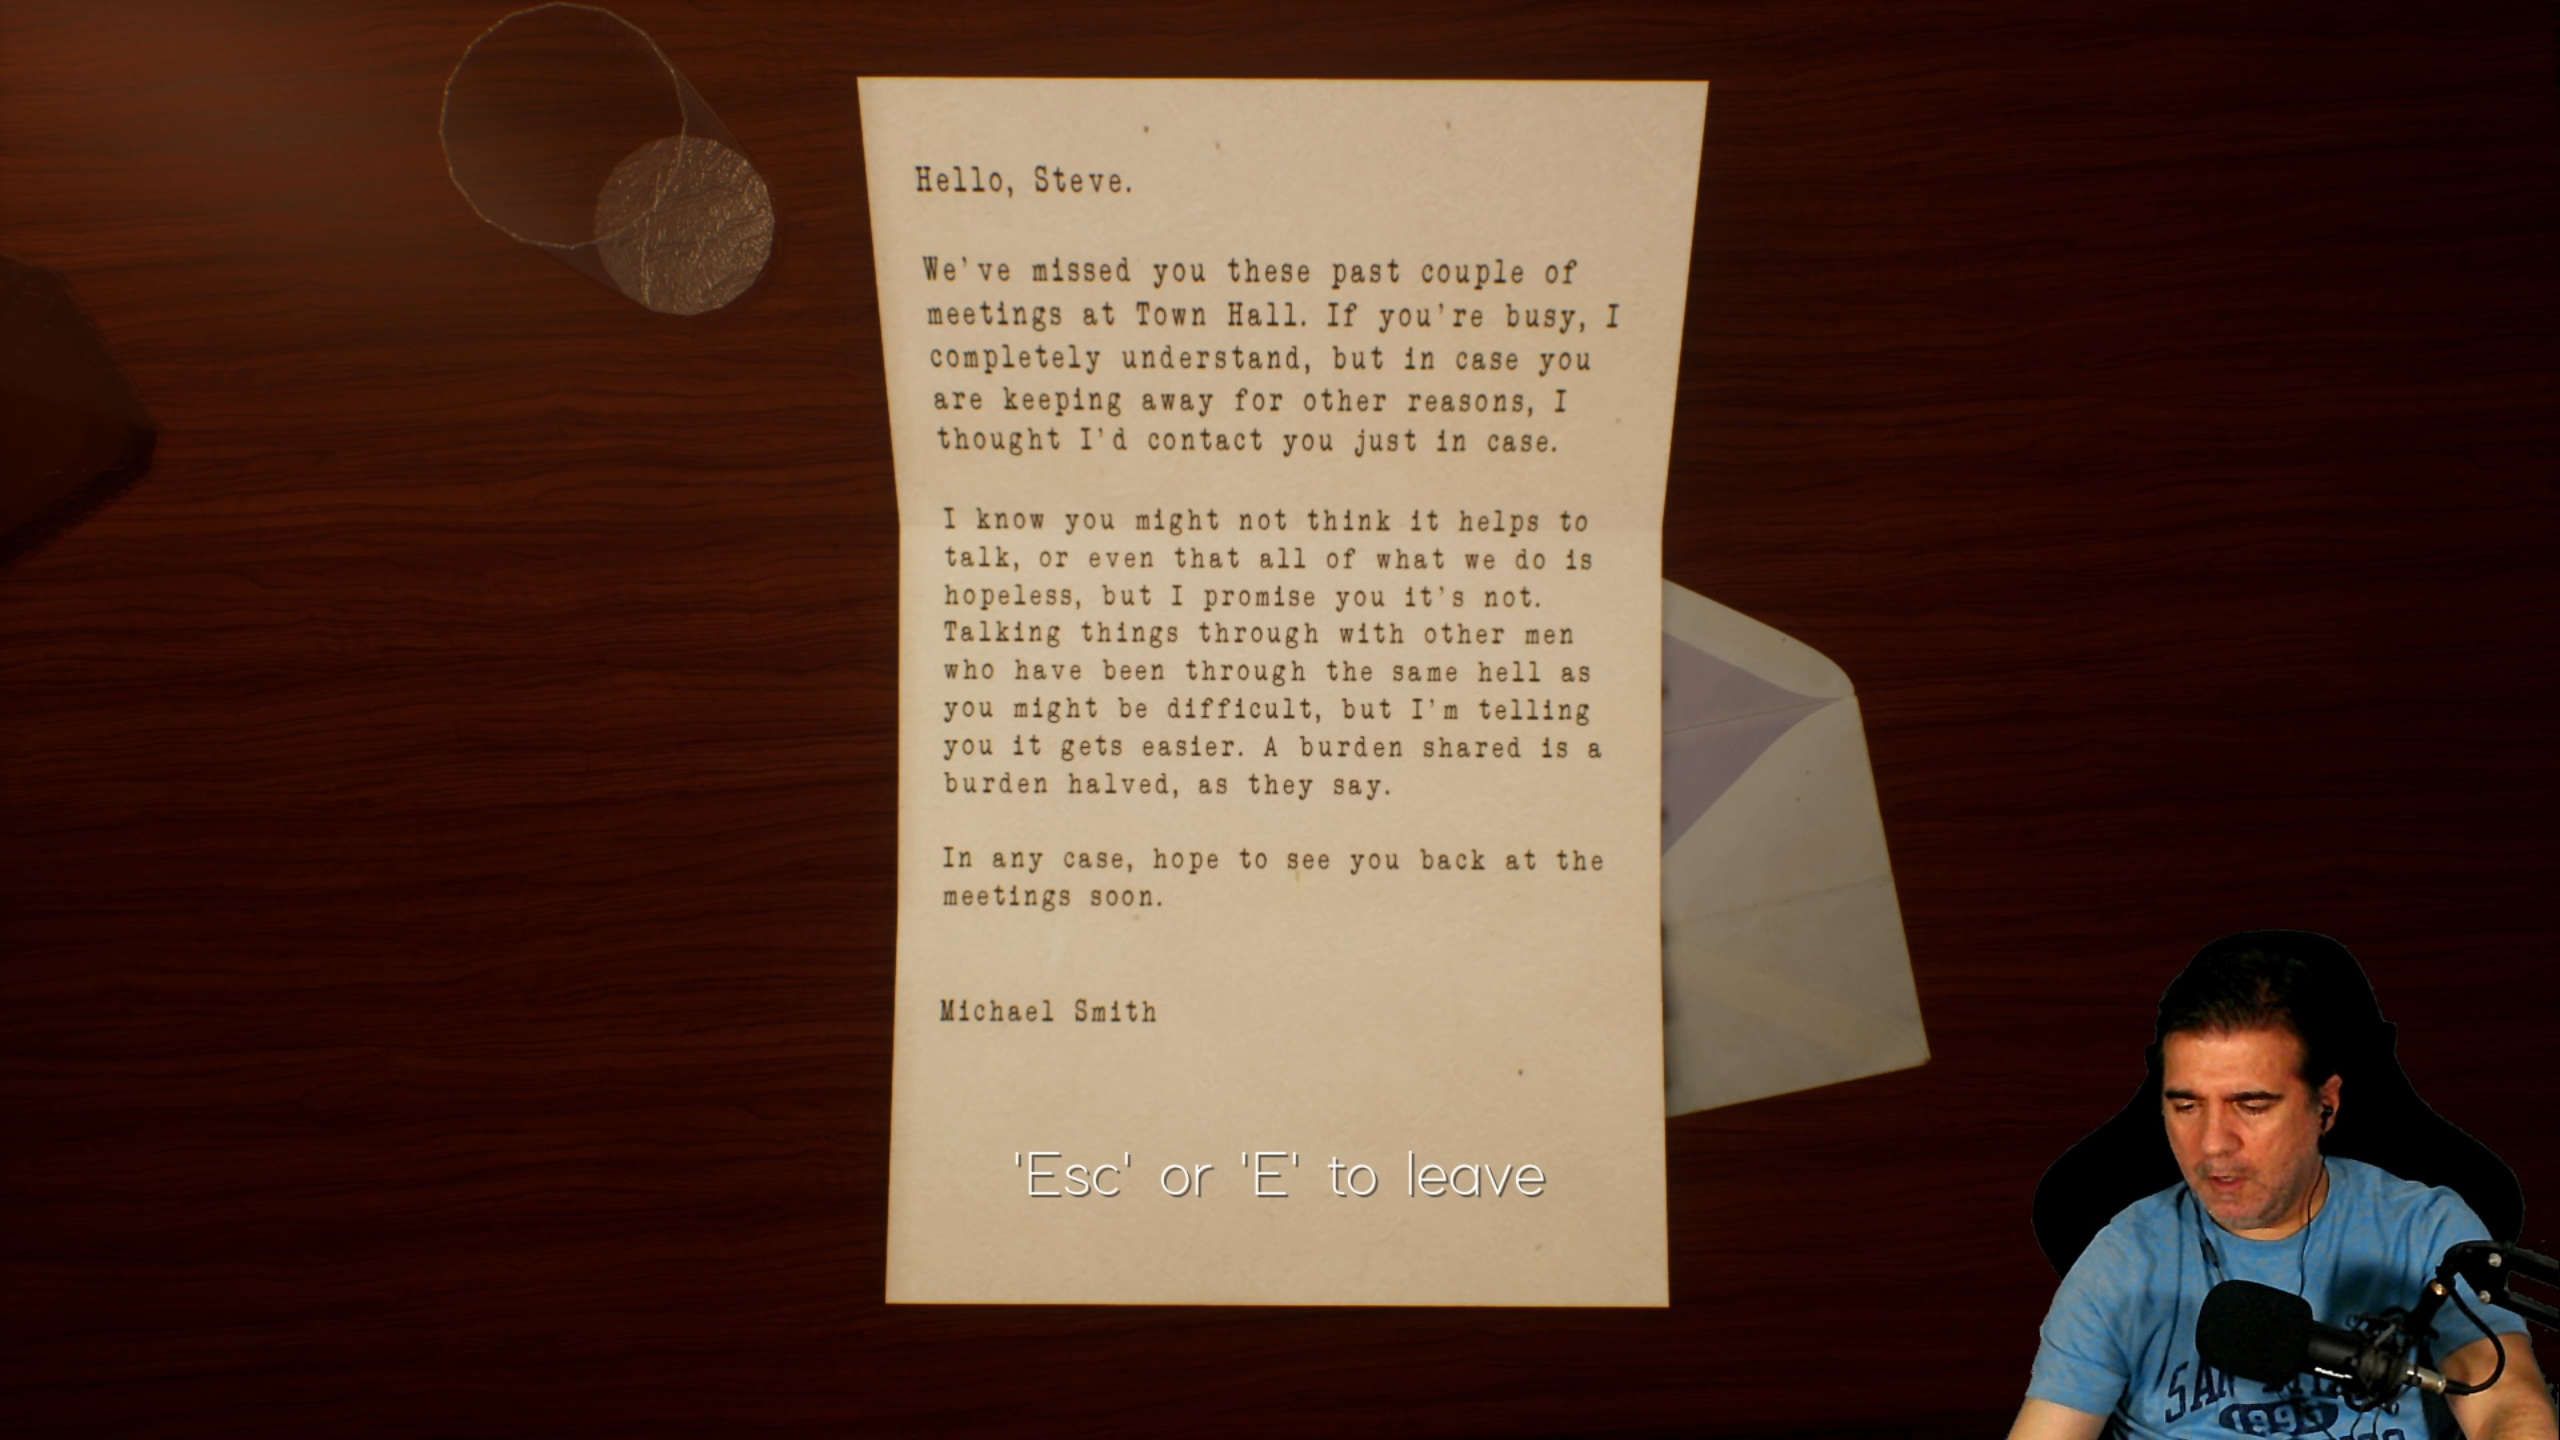 Hello, Steve.
We've missed you these past couple of
meetings at Town Hall. If you're busy, I
completely understand, but in case you
are keeping away for other reasons, I
thought I'd contact you just in case.
I know you might not think it helps to
talk, or even that all of what we do is
hopeless, but I promise you it's not.
Talking things through with other men
who have been through the same hell as
you might be difficult, but I'm telling
you it gets easier. A burden shared is a
burden halved, as they say.
In any case, hope to see you back at the
meetings soon.
Michael Smith
'Esc' or 'E' to leave
SAN